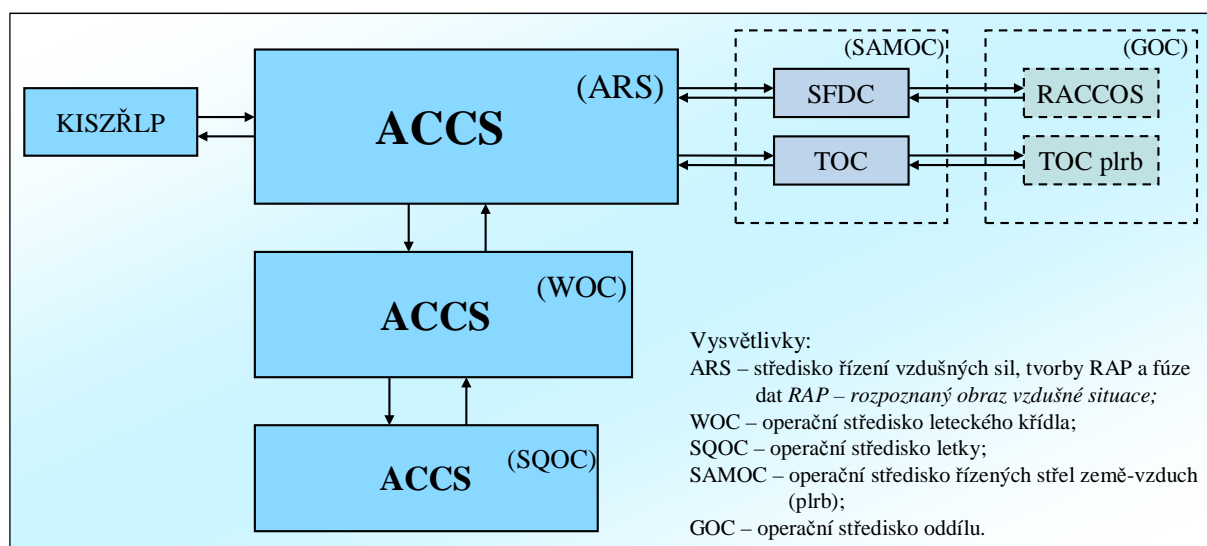 (SAMOC)
(GOC)
(ARS)
KISZŘLP
ACCS
SFDC
RACCOS
TOC
TOC plrb
(WOC)
ACCS
(SQOC)
ACCS
Vysvětlivky:
ARS – středisko řízení vzdušných sil, tvorby RAP a fúze
dat RAP – rozpoznaný obraz vzdušné situace;
WOC – operační středisko leteckého křídla;
SQOC – operační středisko letky;
SAMOC – operační středisko řízených střel země-vzduch
(plrb);
GOC – operační středisko oddílu.